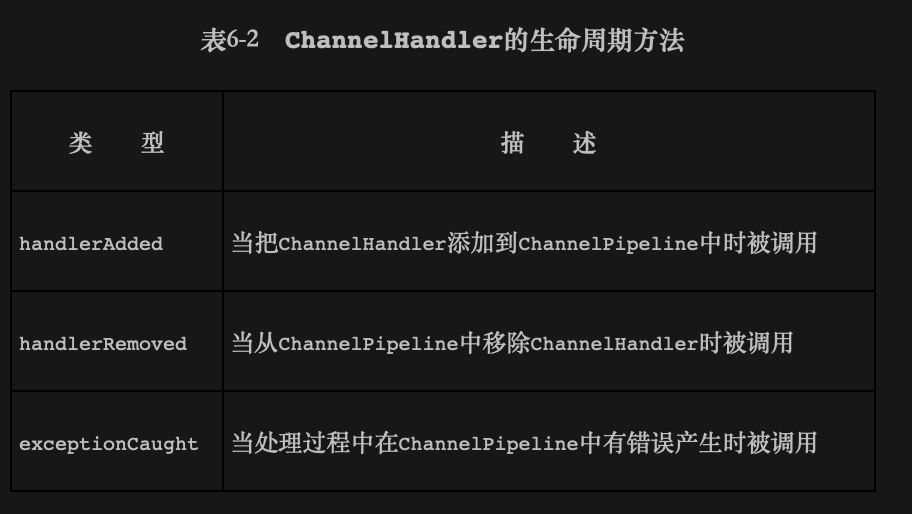 表6-2 ChannelHandler的生命周期方法
类 型 描 述
handlerAdded 当把ChannelHandler添加到ChannelPipeline中时被调用
handlerRemoved 当从ChannelPipeline中移除ChannelHandler时被调用
exceptionCaught 当处理过程中在ChannelPipeline中有错误产生时被调用